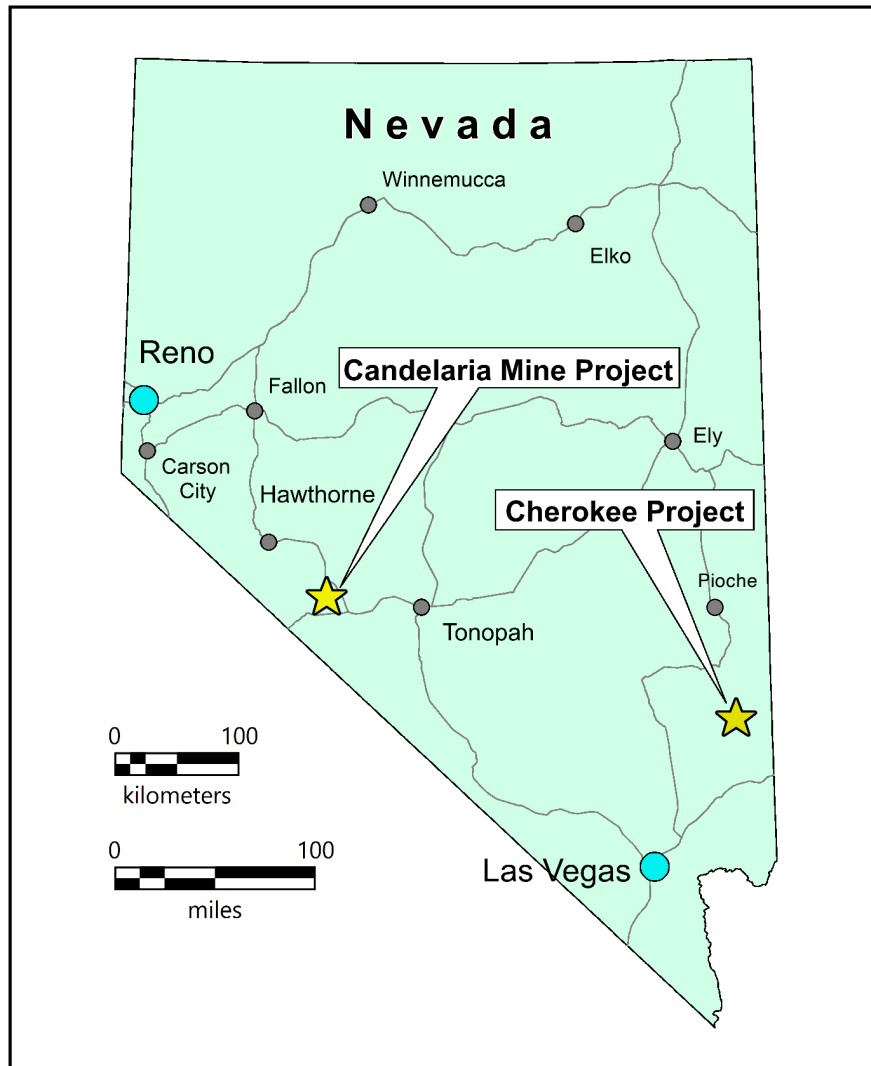 N e v a d a
Winnemucca
Elko
Reno
Candelaria Mine Project
Fallon
Ely
Carson
City
Hawthorne
Cherokee Project
Pioche
Tonopah
0 100
kilometers
0 100
miles
Las Vegas